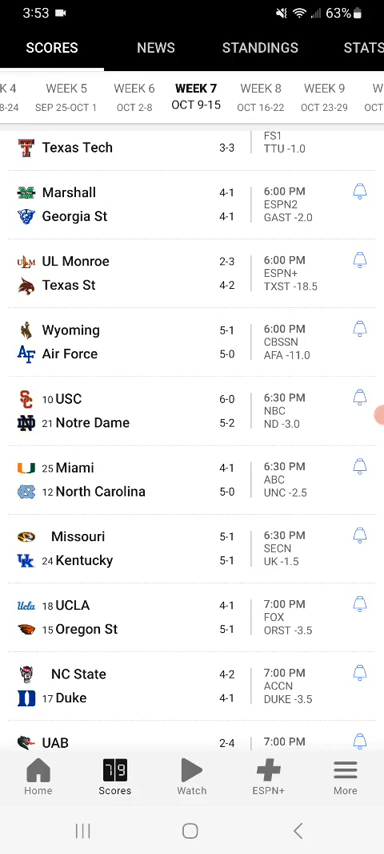 3:53 63%
SCORES NEWS STANDINGS STATS
K 4 WEEK 5 WEEK 6 WEEK 7 WEEK 8 WEEK 9 W
8-24 SEP 25-OCT 1 OCT 2-8 OCT 9-15 OCT 16-22 OCT 23-29 OCT
FS1
Texas Tech 3-3 TTU -1.0
Marshall 4-1 6:00 PM
ESPN2
Georgia St 4-1 GAST -2.0
UL Monroe 2-3 6:00 PM
ESPN+
Texas St 4-2 TXST -18.5
Wyoming 5-1 6:00 PM
CBSSN
Air Force 5-0 AFA -11.0
10 USC 6-0 6:30 PM
NBC
21 Notre Dame 5-2 ND -3.0
25 Miami 4-1 6:30 PM
ABC
12 North Carolina 5-0 UNC -2.5
Missouri 5-1 6:30 PM
SECN
24 Kentucky 5-1 UK -1.5
18 UCLA 4-1 7:00 PM
FOX
15 Oregon St 5-1 ORST -3.5
NC State 4-2 7:00 PM
ACCN
17 Duke 4-1 DUKE -3.5
UAB 2-4 7:00 PM
7 9
Home Scores Watch ESPN+ More